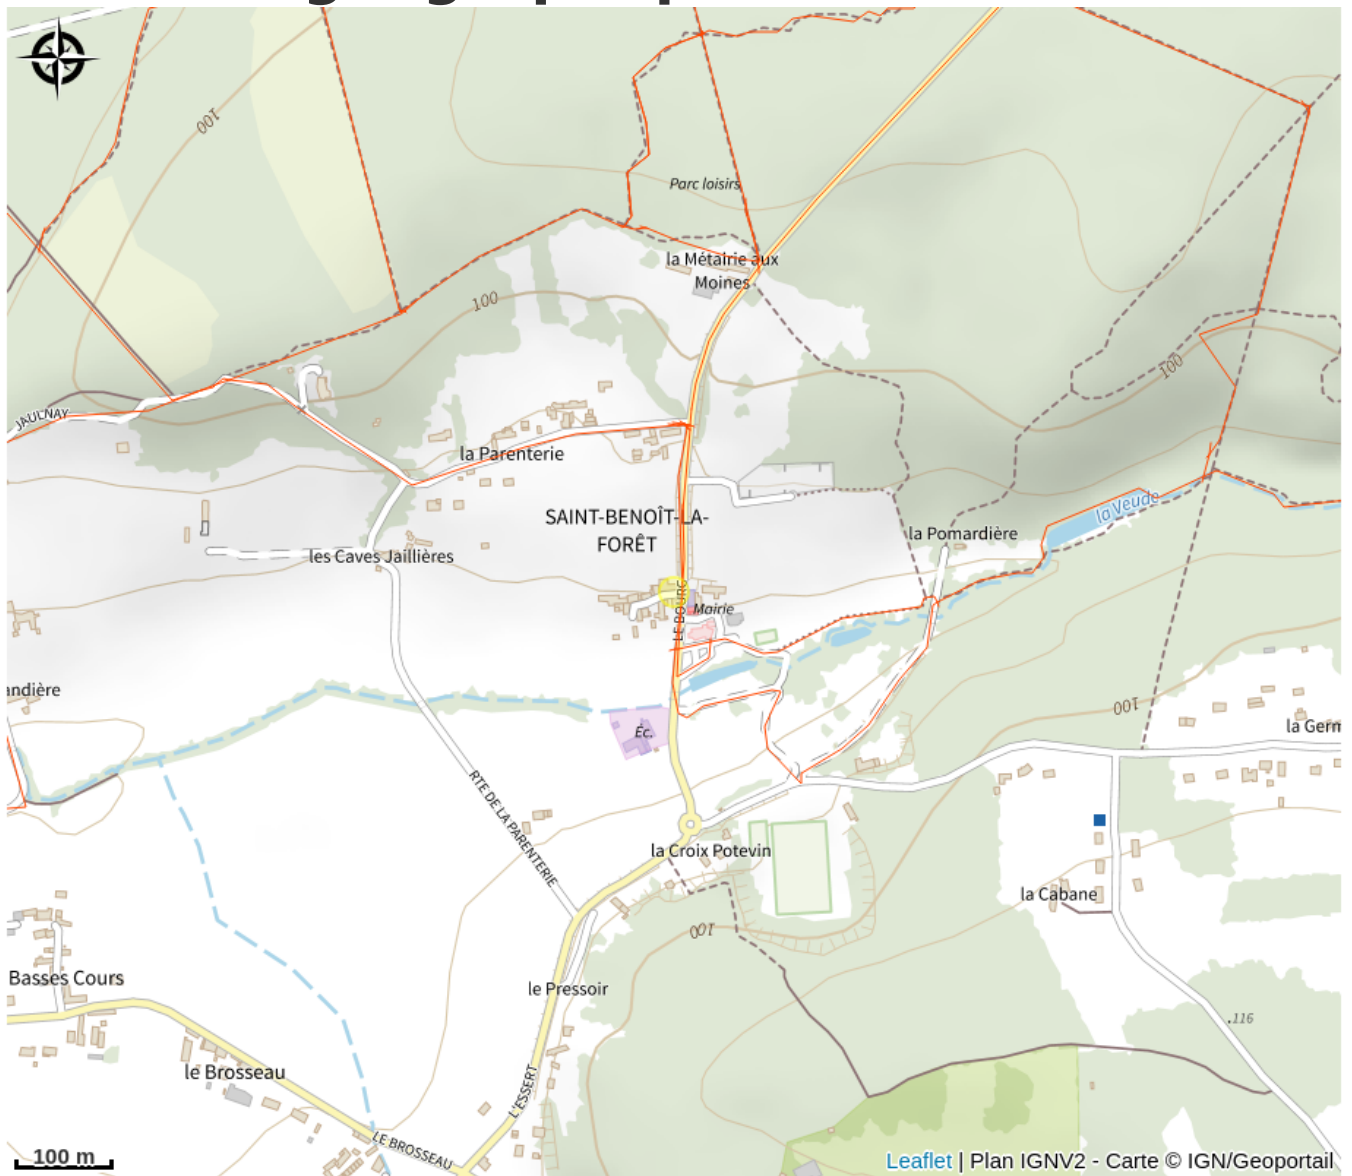 100
Parc loisirs
la Métairie aux
Moines
100
100
JAULNAY
la Parenterie
SAINT-BENOÎT-LA-
FORÊT
la Veude
la Pomardière
les Caves Jaillières
LE BOURG
Mairie
andière
100
Éc.
la Germ
RTE DE LA PARENTERIE
la Croix Potevin
la Cabane
100
Basses Cours
le Pressoir
.116
le Brosseau
L'ESSERT
LE BROSSEAU
100 m
Leaflet | Plan IGNV2 - Carte © IGN/Geoportail